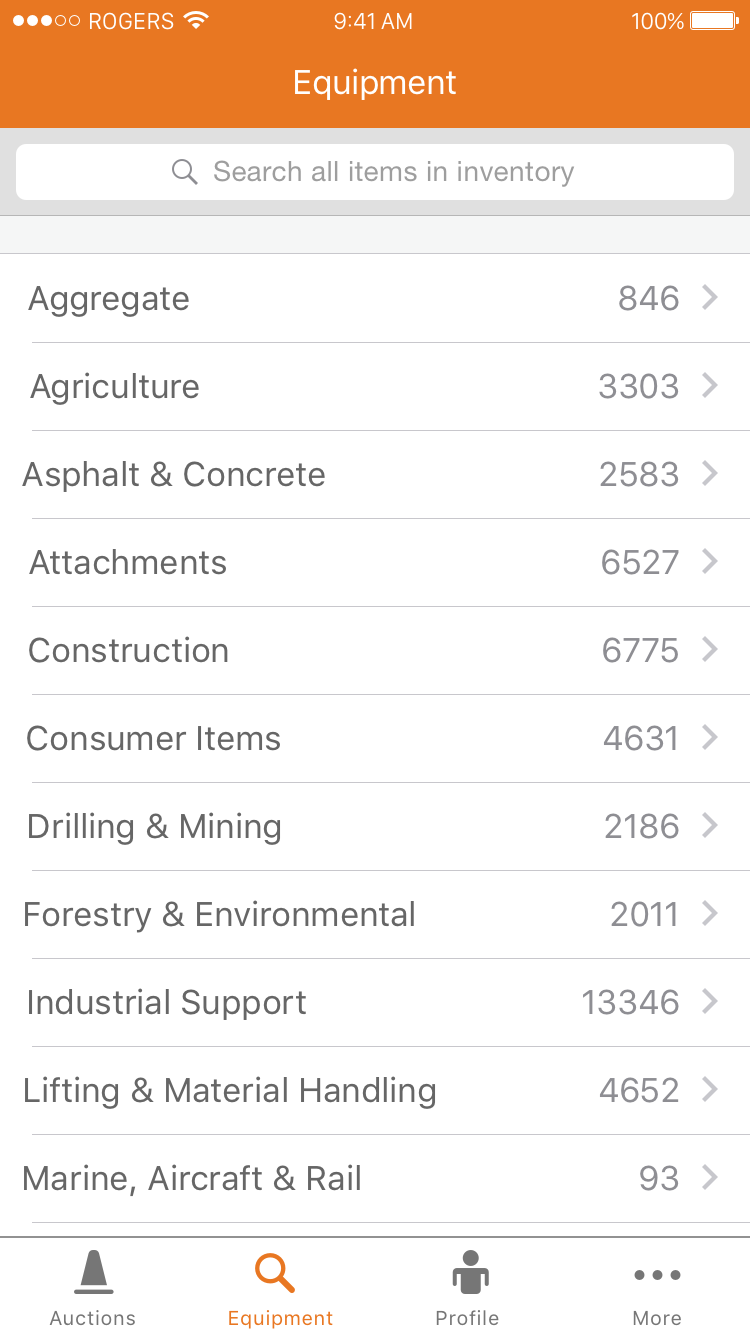 ROGERS 9:41 AM 100%
Equipment
Search all items in inventory
Aggregate 846
Agriculture 3303
Asphalt & Concrete 2583
Attachments 6527
Construction 6775
Consumer Items 4631
Drilling & Mining 2186
Forestry & Environmental 2011
Industrial Support 13346
Lifting & Material Handling 4652
Marine, Aircraft & Rail 93
Auctions Equipment Profile More